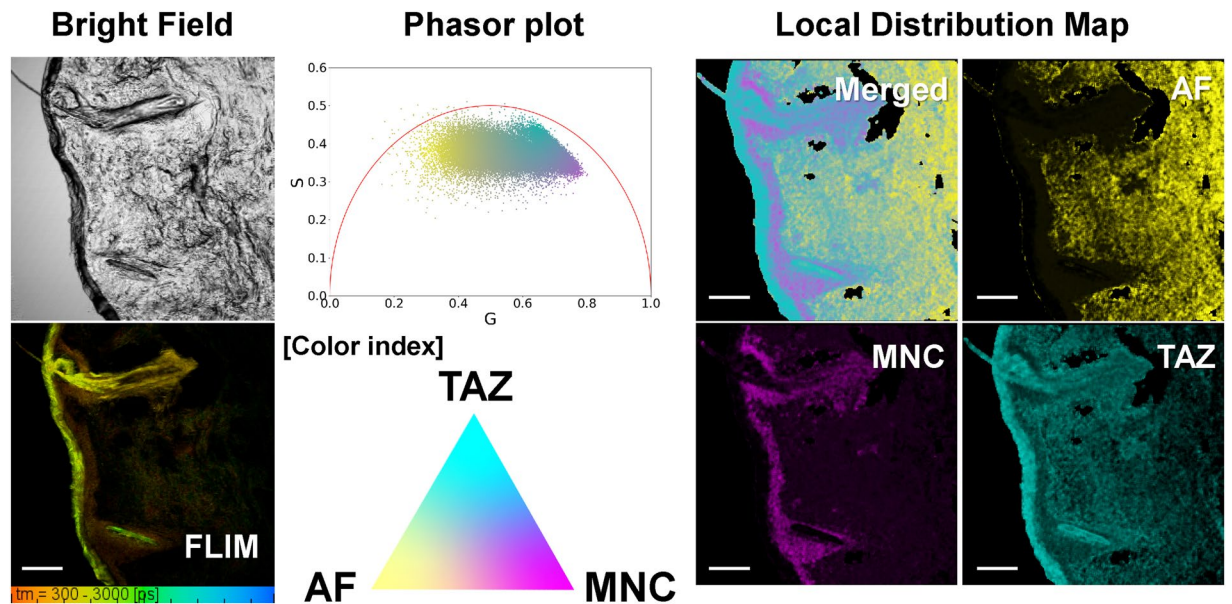 Bright Field
Phasor plot
Local Distribution Map
0.6
0.5
0.4
0.3
0.2
0.1
0.0
S
0.0
0.2
0.4
0.6
0.8
1.0
G
Merged
AF
FLIM
tm = 300 - 3000 [ps]
[Color index]
TAZ
AF
MNC
MNC
TAZ